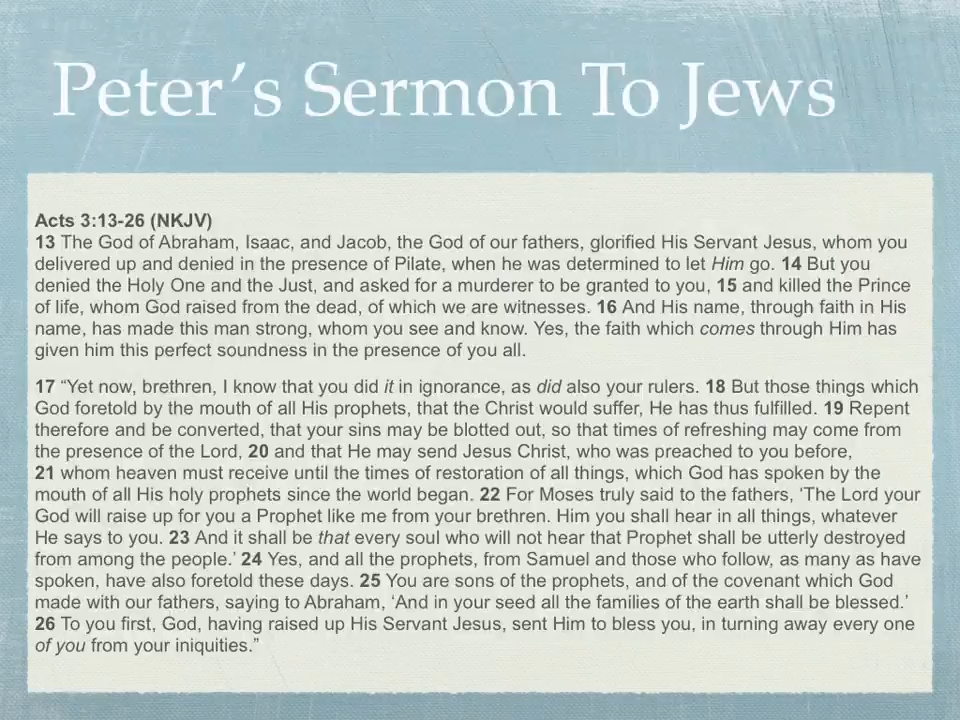 Peter’s Sermon To Jews
Acts 3:13-26 (NKJV)
13 The God of Abraham, Isaac, and Jacob, the God of our fathers, glorified His Servant Jesus, whom you
delivered up and denied in the presence of Pilate, when he was determined to let Him go. 14 But you
denied the Holy One and the Just, and asked for a murderer to be granted to you, 15 and killed the Prince
of life, whom God raised from the dead, of which we are witnesses. 16 And His name, through faith in His
name, has made this man strong, whom you see and know. Yes, the faith which comes through Him has
given him this perfect soundness in the presence of you all.
17 “Yet now, brethren, I know that you did it in ignorance, as did also your rulers. 18 But those things which
God foretold by the mouth of all His prophets, that the Christ would suffer, He has thus fulfilled. 19 Repent
therefore and be converted, that your sins may be blotted out, so that times of refreshing may come from
the presence of the Lord, 20 and that He may send Jesus Christ, who was preached to you before,
21 whom heaven must receive until the times of restoration of all things, which God has spoken by the
mouth of all His holy prophets since the world began. 22 For Moses truly said to the fathers, ‘The Lord your
God will raise up for you a Prophet like me from your brethren. Him you shall hear in all things, whatever
He says to you. 23 And it shall be that every soul who will not hear that Prophet shall be utterly destroyed
from among the people.’ 24 Yes, and all the prophets, from Samuel and those who follow, as many as have
spoken, have also foretold these days. 25 You are sons of the prophets, and of the covenant which God
made with our fathers, saying to Abraham, ‘And in your seed all the families of the earth shall be blessed.’
26 To you first, God, having raised up His Servant Jesus, sent Him to bless you, in turning away every one
of you from your iniquities.”